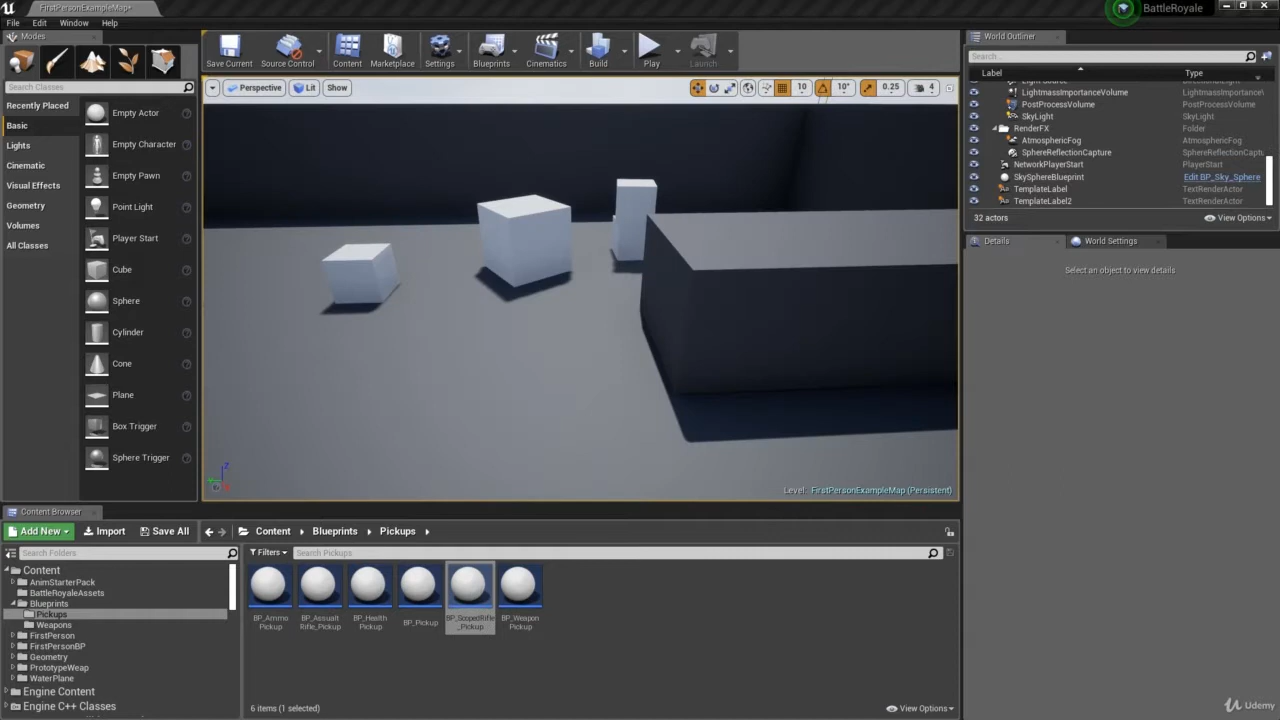 FirstPersonExampleMap*
BattleRoyale
File Edit Window Help
Modes
Search Classes
Recently Placed
Basic
Lights
Cinematic
Visual Effects
Geometry
Volumes
All Classes
Empty Actor
Empty Character
Empty Pawn
Point Light
Player Start
Cube
Sphere
Cylinder
Cone
Plane
Box Trigger
Sphere Trigger
Save Current
Source Control
Content
Marketplace
Settings
Blueprints
Cinematics
Build
Play
Launch
Perspective
Lit
Show
10
10°
0.25
4
Level: FirstPersonExampleMap (Persistent)
World Outliner
Search...
Label Type
LightmassImportanceVolume LightmassImportanceV
PostProcessVolume PostProcessVolume
SkyLight SkyLight
RenderFX Folder
AtmosphericFog AtmosphericFog
SphereReflectionCapture SphereReflectionCapt
NetworkPlayerStart PlayerStart
SkySphereBlueprint Edit BP_Sky_Sphere
TemplateLabel TextRenderActor
TemplateLabel2 TextRenderActor
32 actors
View Options
Details
World Settings
Select an object to view details
Content Browser
Add New
Import
Save All
Content
Blueprints
Pickups
Search Folders
Filters
Search Pickups
Content
AnimStarterPack
BattleRoyaleAssets
Blueprints
Pickups
Weapons
FirstPerson
FirstPersonBP
Geometry
PrototypeWeap
WaterPlane
Engine Content
Engine C++ Classes
BP_Ammo
Pickup
BP_Assualt
Rifle_Pickup
BP_Health
Pickup
BP_Pickup
BP_ScopedRifle
_Pickup
BP_Weapon
Pickup
6 items (1 selected)
View Options
Udemy